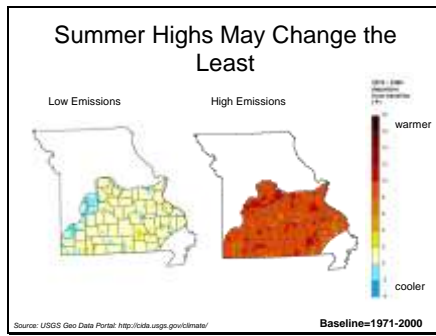 Summer Highs May Change the
Least
Low Emissions
High Emissions
warmer
cooler
Source: USGS Geo Data Portal: http://cida.usgs.gov/climate/
Baseline=1971-2000